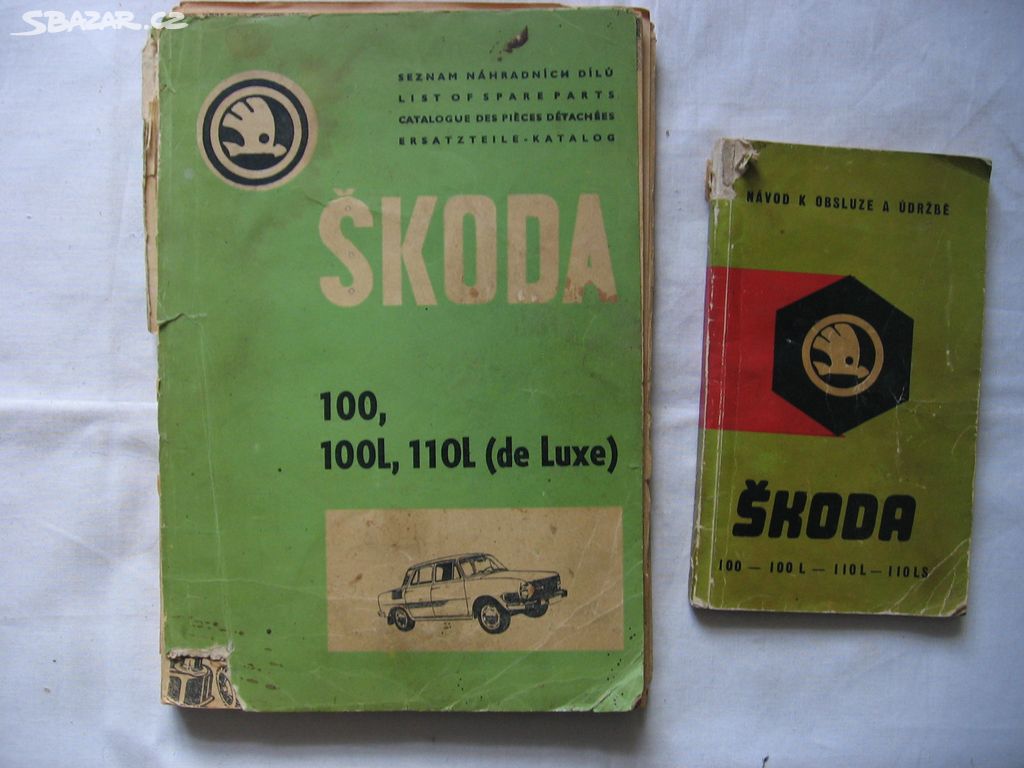 SBAZAR.CZ
SEZNAM NÁHRADNÍCH DÍLŮ
LIST OF SPARE PARTS
CATALOGUE DES PIÈCES DÉTACHÉES
ERSATZTEILE-KATALOG
ŠKODA
100,
100L, 110L (de Luxe)
NÁVOD K OBSLUZE A ÚDRŽBĚ
ŠKODA
100 — 100 L — 110L — 110LS